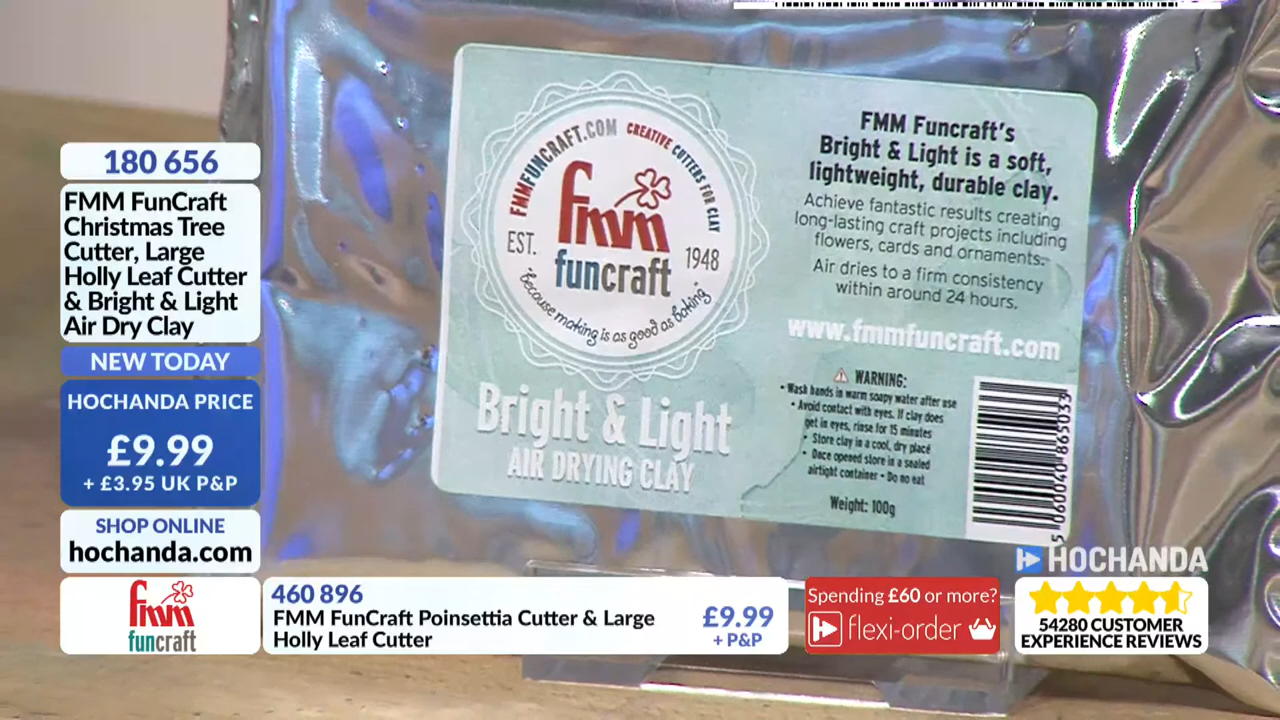 180 656
FMM FunCraft
Christmas Tree
Cutter, Large
Holly Leaf Cutter
& Bright & Light
Air Dry Clay
NEW TODAY
HOCHANDA PRICE
£9.99
+ £3.95 UK P&P
SHOP ONLINE
hochanda.com
fmm
funcraft
FMMFUNCRAFT.COM CREATIVE CUTTERS FOR CLAY
EST. 1948
fmm
funcraft
"because making is as good as baking"
Bright & Light
AIR DRYING CLAY
FMM Funcraft's
Bright & Light is a soft,
lightweight, durable clay.
Achieve fantastic results creating
long-lasting craft projects including
flowers, cards and ornaments.
Air dries to a firm consistency
within around 24 hours.
www.fmmfuncraft.com
WARNING:
• Wash hands in warm soapy water after use
• Avoid contact with eyes. If clay does
get in eyes, rinse for 15 minutes
• Store clay in a cool, dry place
• Once opened store in a sealed
airtight container • Do not eat
Weight: 100g
5 060040 865033
460 896
FMM FunCraft Poinsettia Cutter & Large
Holly Leaf Cutter
£9.99
+ P&P
Spending £60 or more?
flexi-order
HOCHANDA
54280 CUSTOMER
EXPERIENCE REVIEWS